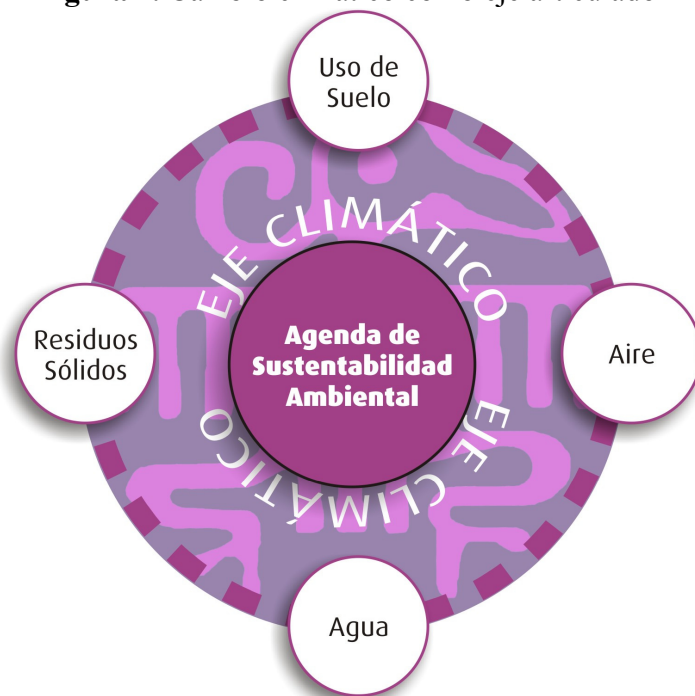 Uso de
Suelo
EJE CLIMÁTICO
Residuos
Sólidos
Agenda de
Sustentabilidad
Ambiental
Aire
EJE CLIMÁTICO
Agua